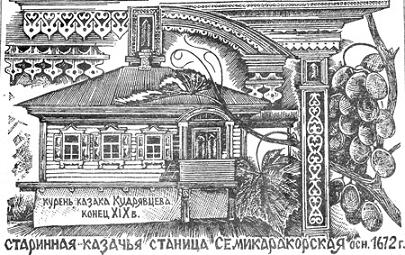 курень казака Кудрявцева.
конец XIX в.
старинная казачья станица Семикаракорская осн. 1672 г.